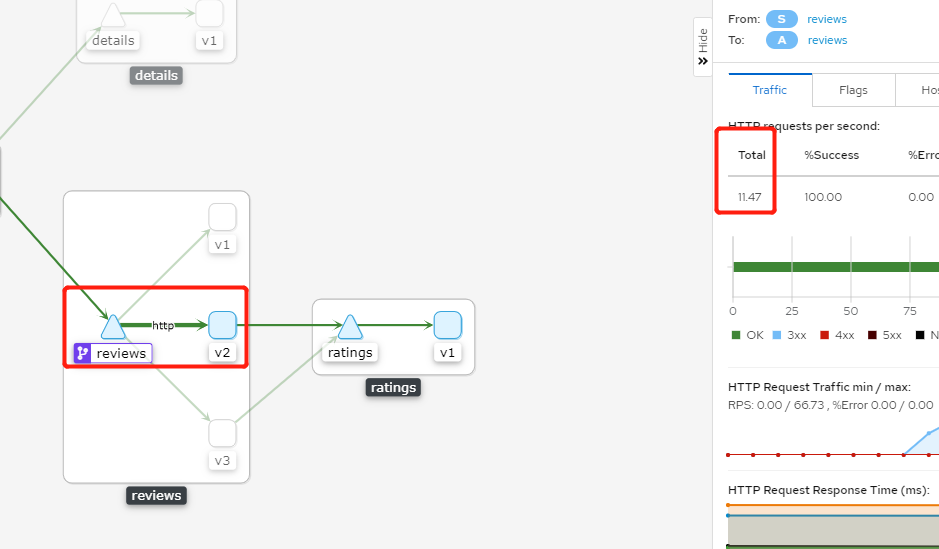 details
v1
details
v1
http
reviews
v2
ratings
v1
ratings
v3
reviews
Hide
From: S reviews
To: A reviews
Traffic Flags
HTTP requests per second:
Total %Success
11.47 100.00 0.00
0 25 50 75
OK 3xx 4xx 5xx
HTTP Request Traffic min / max:
RPS: 0.00 / 66.73 , %Error 0.00 / 0.00
HTTP Request Response Time (ms):